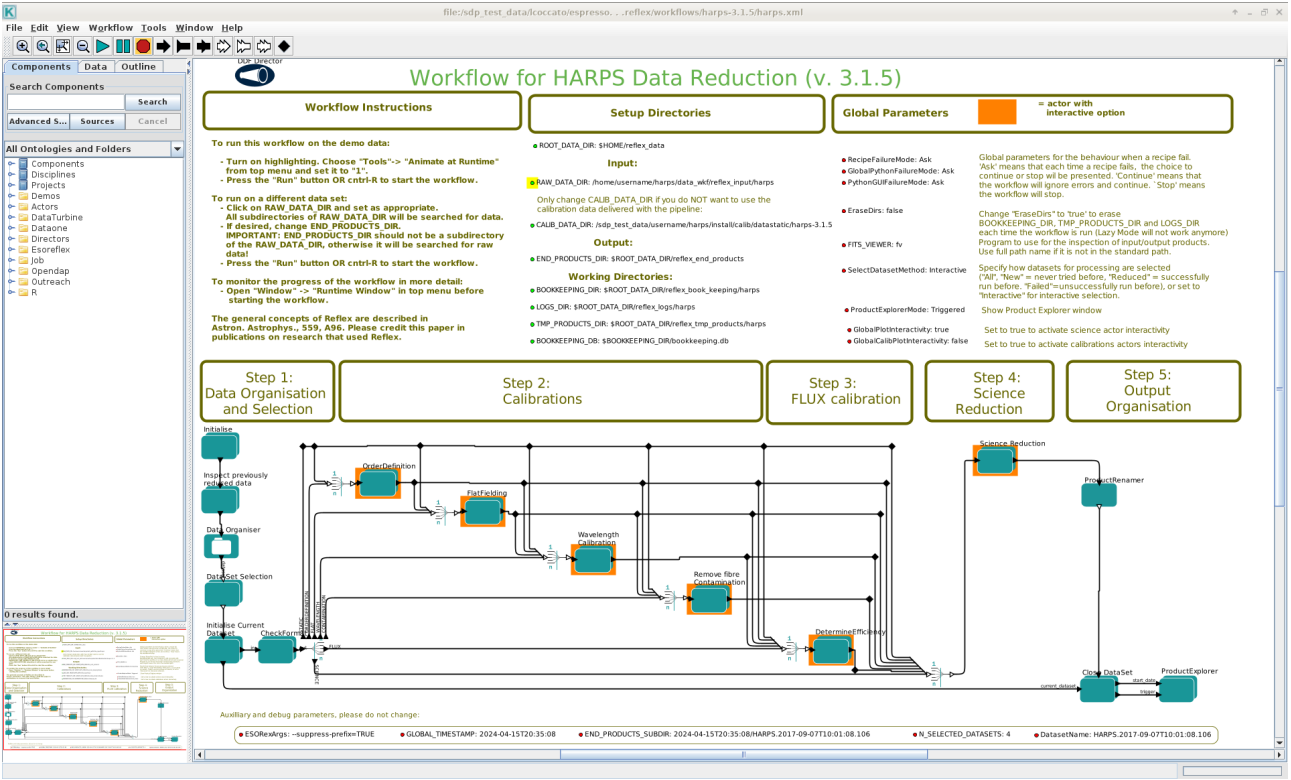 file:/sdp_test_data/lcoccato/espresso. . .reflex/workflows/harps-3.1.5/harps.xml
File Edit View Workflow Tools Window Help
Components Data Outline
Search Components
Search
Advanced S... Sources Cancel
All Ontologies and Folders
Components
Disciplines
Projects
Demos
Actors
DataTurbine
Dataone
Directors
Esoreflex
Job
Opendap
Outreach
R
0 results found.
DDF Director
Workflow for HARPS Data Reduction (v. 3.1.5)
Workflow Instructions
To run this workflow on the demo data:
- Turn on highlighting. Choose "Tools"-> "Animate at Runtime"
from top menu and set it to "1".
- Press the "Run" button OR cntrl-R to start the workflow.
To run on a different data set:
- Click on RAW_DATA_DIR and set as appropriate.
All subdirectories of RAW_DATA_DIR will be searched for data.
- If desired, change END_PRODUCTS_DIR.
IMPORTANT: END_PRODUCTS_DIR should not be a subdirectory
of the RAW_DATA_DIR, otherwise it will be searched for raw
data!
- Press the "Run" button OR cntrl-R to start the workflow.
To monitor the progress of the workflow in more detail:
- Open "Window" -> "Runtime Window" in top menu before
starting the workflow.
The general concepts of Reflex are described in
Astron. Astrophys., 559, A96. Please credit this paper in
publications on research that used Reflex.
Setup Directories
ROOT_DATA_DIR: $HOME/reflex_data
Input:
RAW_DATA_DIR: /home/username/harps/data_wkf/reflex_input/harps
Only change CALIB_DATA_DIR if you do NOT want to use the
calibration data delivered with the pipeline:
CALIB_DATA_DIR: /sdp_test_data/username/harps/install/calib/datastatic/harps-3.1.5
Output:
END_PRODUCTS_DIR: $ROOT_DATA_DIR/reflex_end_products
Working Directories:
BOOKKEEPING_DIR: $ROOT_DATA_DIR/reflex_book_keeping/harps
LOGS_DIR: $ROOT_DATA_DIR/reflex_logs/harps
TMP_PRODUCTS_DIR: $ROOT_DATA_DIR/reflex_tmp_products/harps
BOOKKEEPING_DB: $BOOKKEEPING_DIR/bookkeeping.db
Global Parameters
= actor with
interactive option
RecipeFailureMode: Ask
GlobalPythonFailureMode: Ask
PythonGUIFailureMode: Ask
Global parameters for the behaviour when a recipe fail.
'Ask' means that each time a recipe fails, the choice to
continue or stop wil be presented. 'Continue' means that
the workflow will ignore errors and continue. `Stop' means
the workflow will stop.
EraseDirs: false
Change "EraseDirs" to 'true' to erase
BOOKKEEPING_DIR, TMP_PRODUCTS_DIR and LOGS_DIR
each time the workflow is run (Lazy Mode will not work anymore)
FITS_VIEWER: fv
Program to use for the inspection of input/output products.
Use full path name if it is not in the standard path.
SelectDatasetMethod: Interactive
Specify how datasets for processing are selected
("All", "New" = never tried before, "Reduced" = successfully
run before. "Failed"=unsuccessfully run before), or set to
"Interactive" for interactive selection.
ProductExplorerMode: Triggered
Show Product Explorer window
GlobalPlotInteractivity: true
Set to true to activate science actor interactivity
GlobalCalibPlotInteractivity: false
Set to true to activate calibrations actors interactivity
Step 1:
Data Organisation
and Selection
Step 2:
Calibrations
Step 3:
FLUX calibration
Step 4:
Science
Reduction
Step 5:
Output
Organisation
Initialise
Inspect previously
reduced data
Data Organiser
DataSet Selection
Initialise Current
Dataset
CheckForm
FLUX
SCIENCE
OrderDefinition
FlatFielding
Wavelength
Calibration
Remove fibre
Contamination
DetermineEfficiency
Science Reduction
ProductRenamer
Close DataSet
current_dataset
start_date
trigger
ProductExplorer
Auxilliary and debug parameters, please do not change:
ESORexArgs: --suppress-prefix=TRUE
GLOBAL_TIMESTAMP: 2024-04-15T20:35:08
END_PRODUCTS_SUBDIR: 2024-04-15T20:35:08/HARPS.2017-09-07T10:01:08.106
N_SELECTED_DATASETS: 4
DatasetName: HARPS.2017-09-07T10:01:08.106